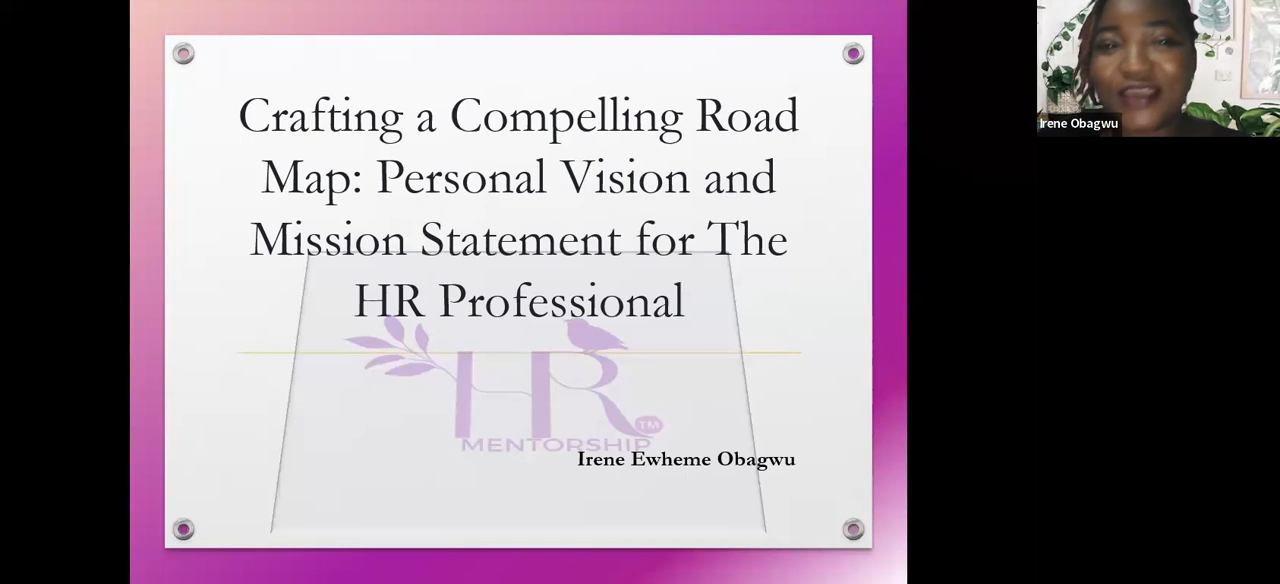 Crafting a Compelling Road
Map: Personal Vision and
Mission Statement for The
HR Professional
HR
TM
MENTORSHIP
Irene Ewheme Obagwu
Irene Obagwu